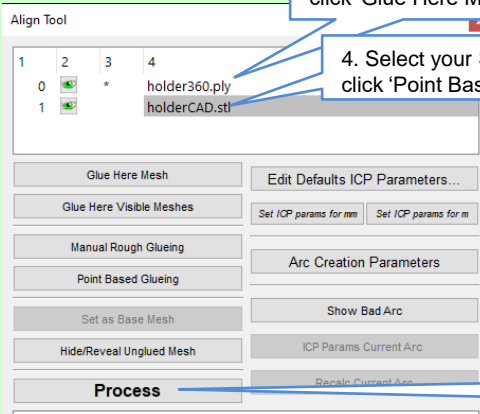 click 'Glue Here M
Align Tool
4. Select your
click ‘Point Bas
1 2 3 4
0 * holder360.ply
1 holderCAD.stl
Glue Here Mesh
Edit Defaults ICP Parameters...
Glue Here Visible Meshes
Set ICP params for mm
Set ICP params for m
Manual Rough Glueing
Arc Creation Parameters
Point Based Glueing
Set as Base Mesh
Show Bad Arc
Hide/Reveal Unglued Mesh
ICP Params Current Arc
Process
Recalc Current Arc